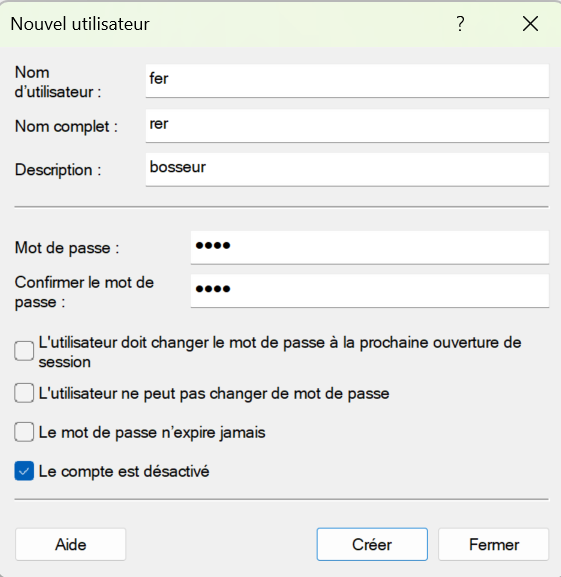 Nouvel utilisateur ?
Nom
d’utilisateur :
fer
Nom complet :
rer
Description :
bosseur
Mot de passe :
••••
Confirmer le mot de
passe :
••••
L'utilisateur doit changer le mot de passe à la prochaine ouverture de
session
L'utilisateur ne peut pas changer de mot de passe
Le mot de passe n’expire jamais
Le compte est désactivé
Aide
Créer
Fermer